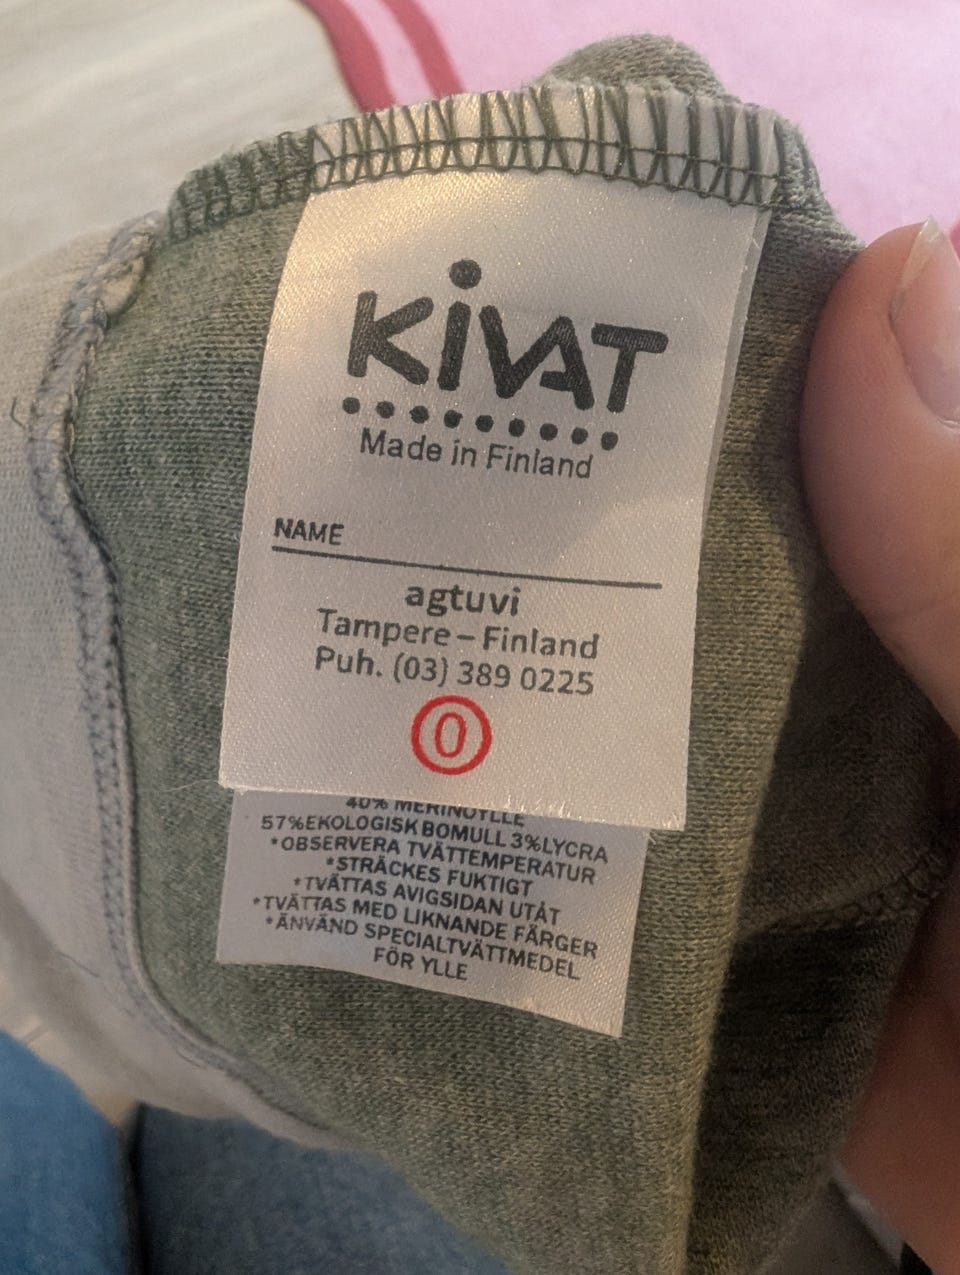 KiVAT
Made in Finland
NAME
agtuvi
Tampere – Finland
Puh. (03) 389 0225
0
40% MERINOYLLE
57%EKOLOGISK BOMULL 3%LYCRA
*OBSERVERA TVÄTTEMPERATUR
*STRÄCKES FUKTIGT
*TVÄTTAS AVIGSIDAN UTÅT
*TVÄTTAS MED LIKNANDE FÄRGER
*ÄNVÄND SPECIALTVÄTTMEDEL
FÖR YLLE